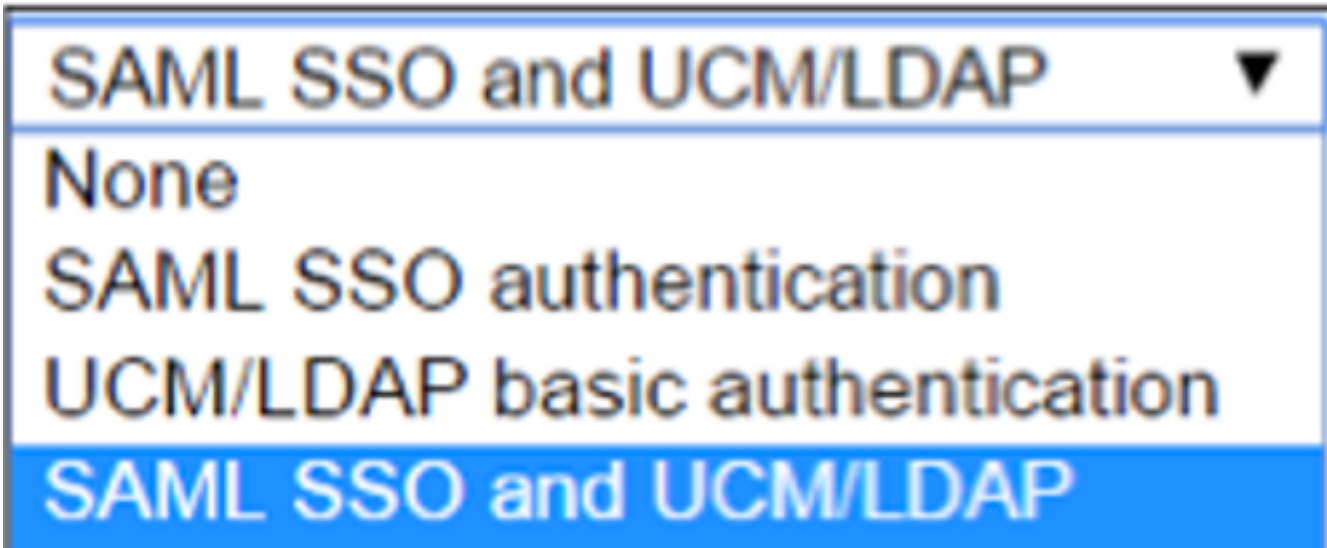 SAML SSO and UCM/LDAP
None
SAML SSO authentication
UCM/LDAP basic authentication
SAML SSO and UCM/LDAP